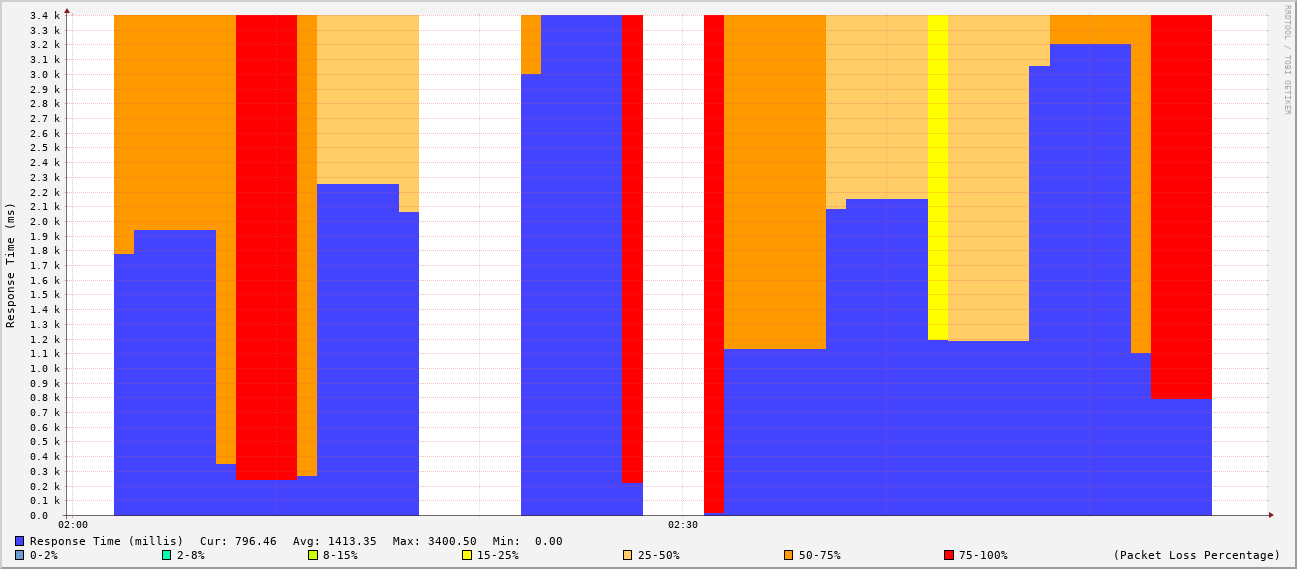 3.4 k
3.3 k
3.2 k
3.1 k
3.0 k
2.9 k
2.8 k
2.7 k
2.6 k
2.5 k
2.4 k
2.3 k
2.2 k
2.1 k
2.0 k
1.9 k
1.8 k
1.7 k
1.6 k
1.5 k
1.4 k
1.3 k
1.2 k
1.1 k
1.0 k
0.9 k
0.8 k
0.7 k
0.6 k
0.5 k
0.4 k
0.3 k
0.2 k
0.1 k
0.0
Response Time (ms)
RRDTOOL / TOBI OETIKER
02:00 02:30
Response Time (millis) Cur: 796.46 Avg: 1413.35 Max: 3400.50 Min: 0.00
0-2% 2-8% 8-15% 15-25% 25-50% 50-75% 75-100% (Packet Loss Percentage)